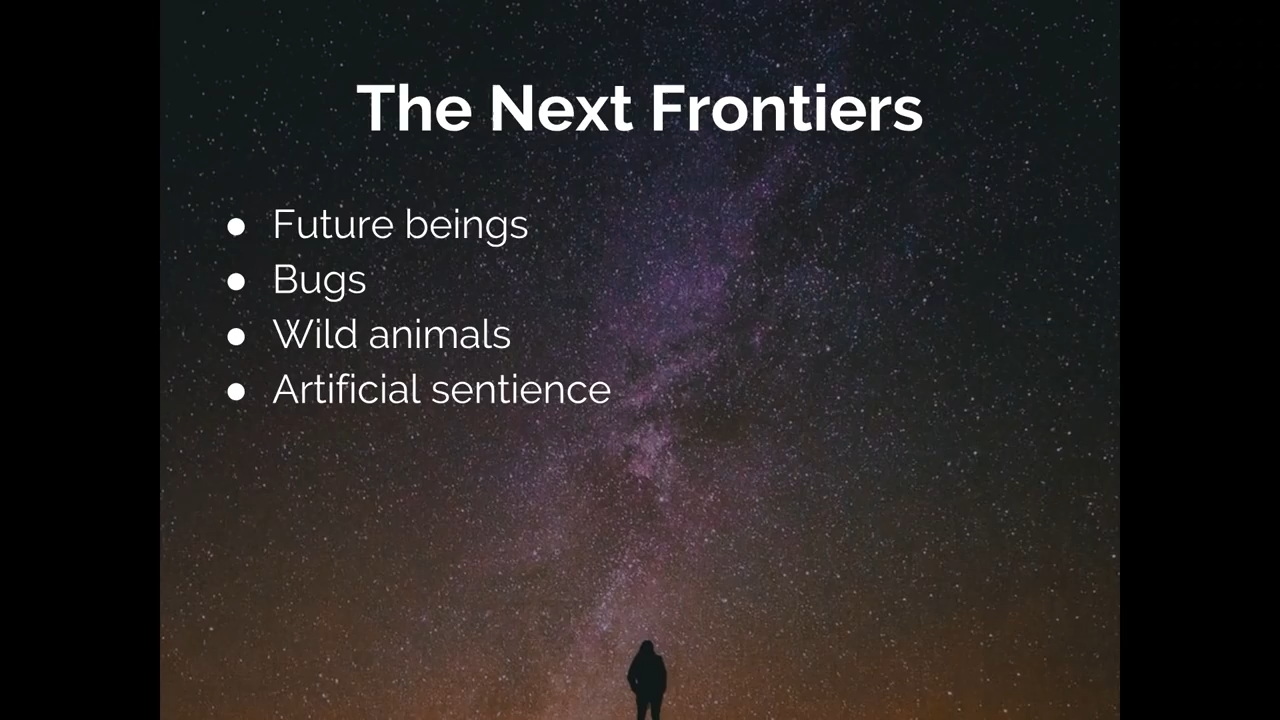 The Next Frontiers
● Future beings
● Bugs
● Wild animals
● Artificial sentience